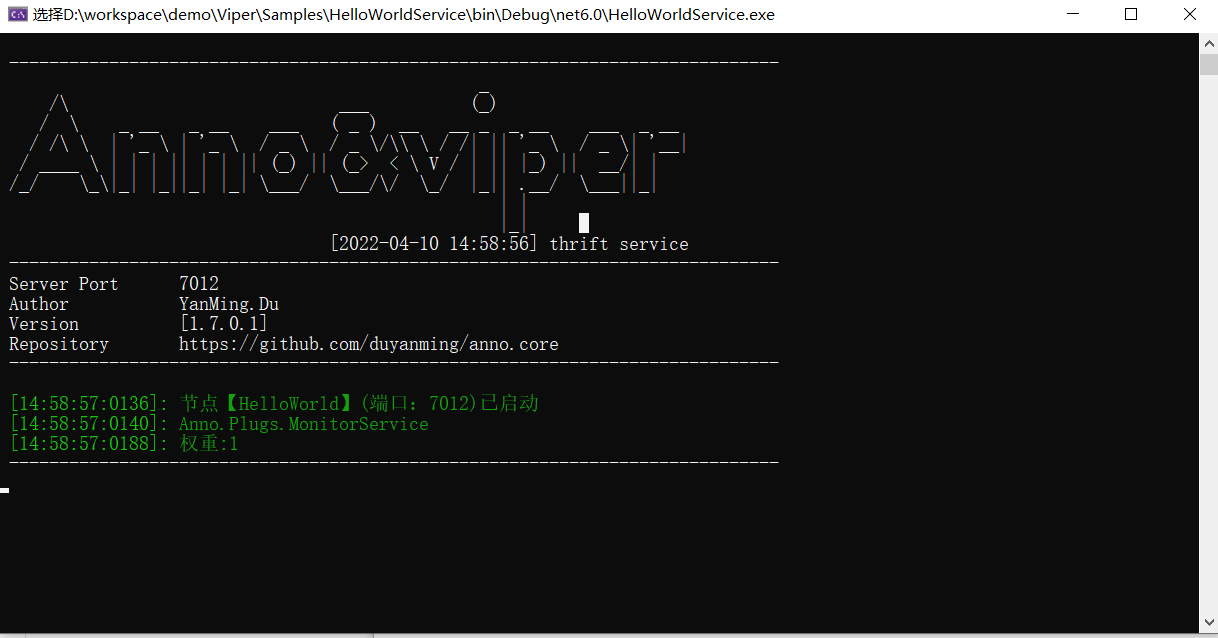 选择D:\workspace\demo\Viper\Samples\HelloWorldService\bin\Debug\net6.0\HelloWorldService.exe
Anno&viper
[2022-04-10 14:58:56] thrift service
Server Port 7012
Author YanMing.Du
Version [1.7.0.1]
Repository https://github.com/duyanming/anno.core
[14:58:57:0136]: 节点【HelloWorld】(端口：7012)已启动
[14:58:57:0140]: Anno.Plugs.MonitorService
[14:58:57:0188]: 权重:1